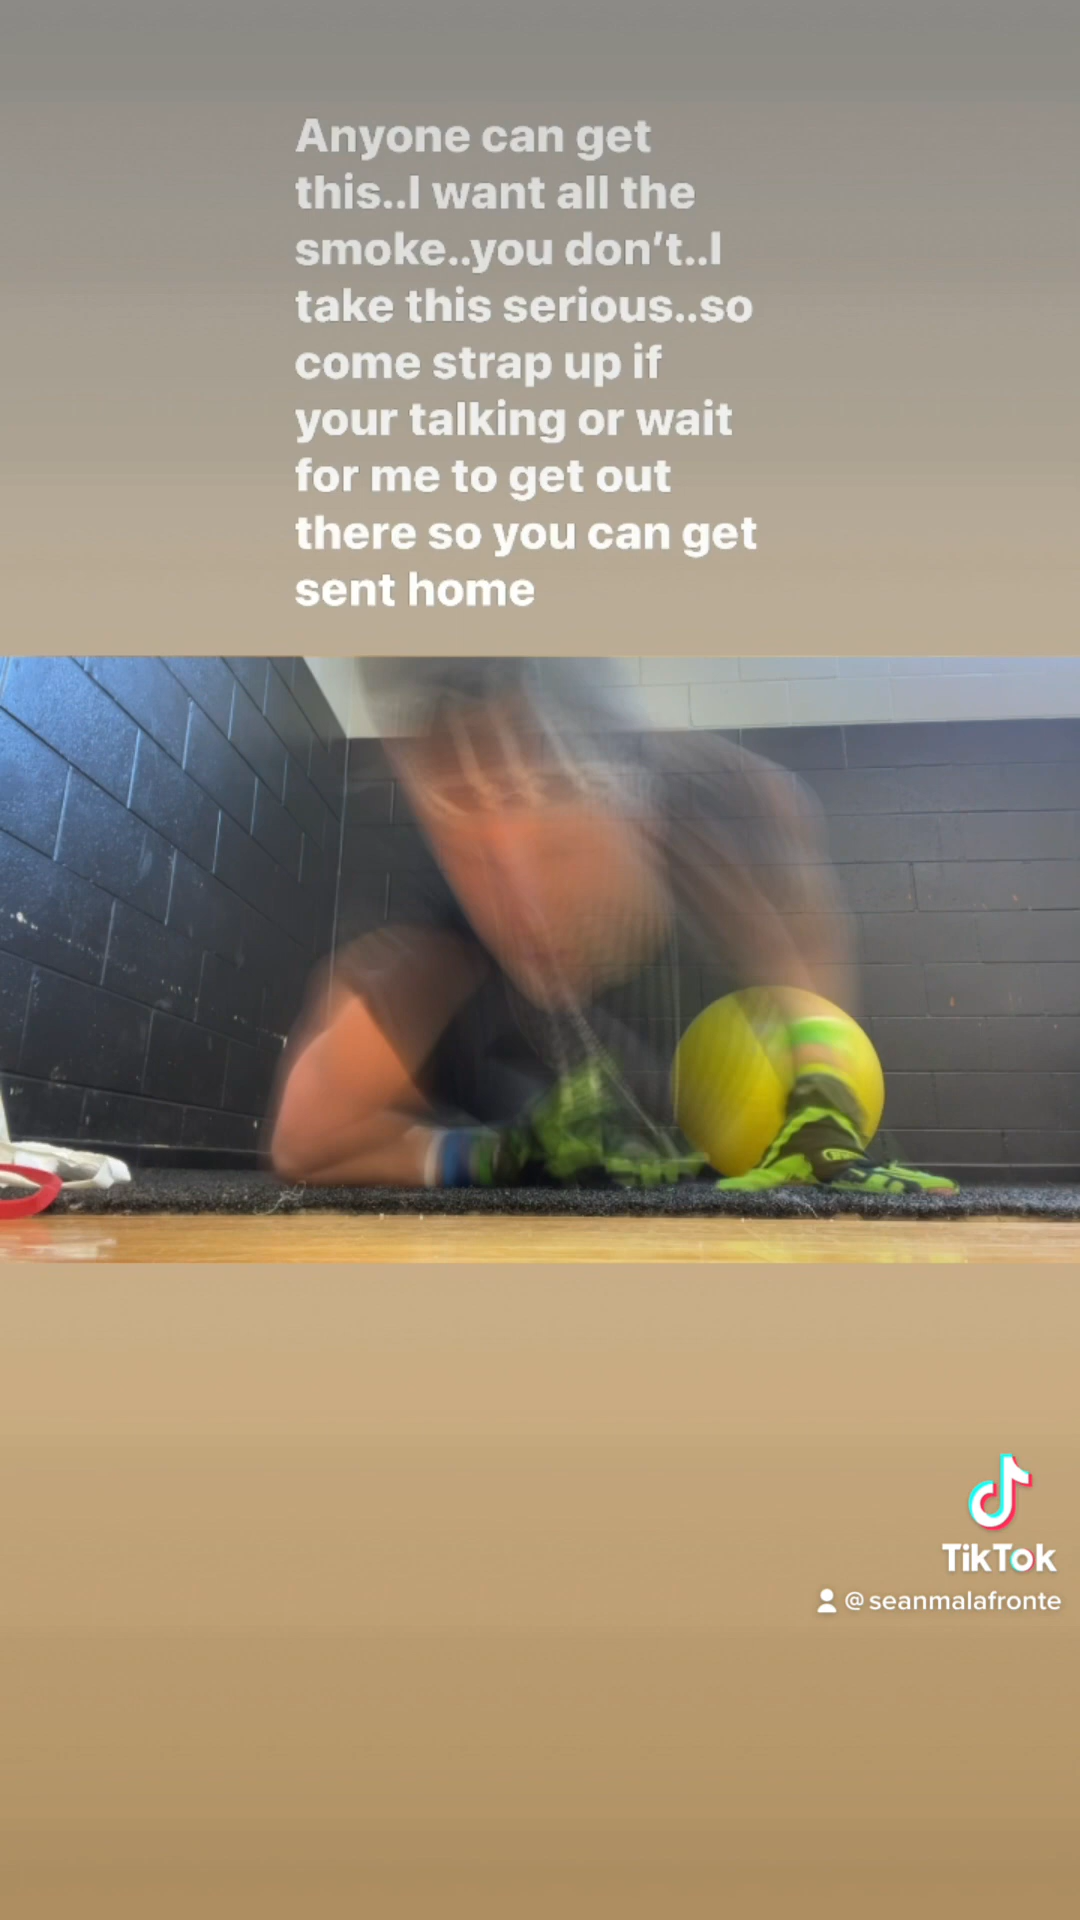 Anyone can get
this..I want all the
smoke..you don't..I
take this serious..so
come strap up if
your talking or wait
for me to get out
there so you can get
sent home
TikTok
@seanmalafronte